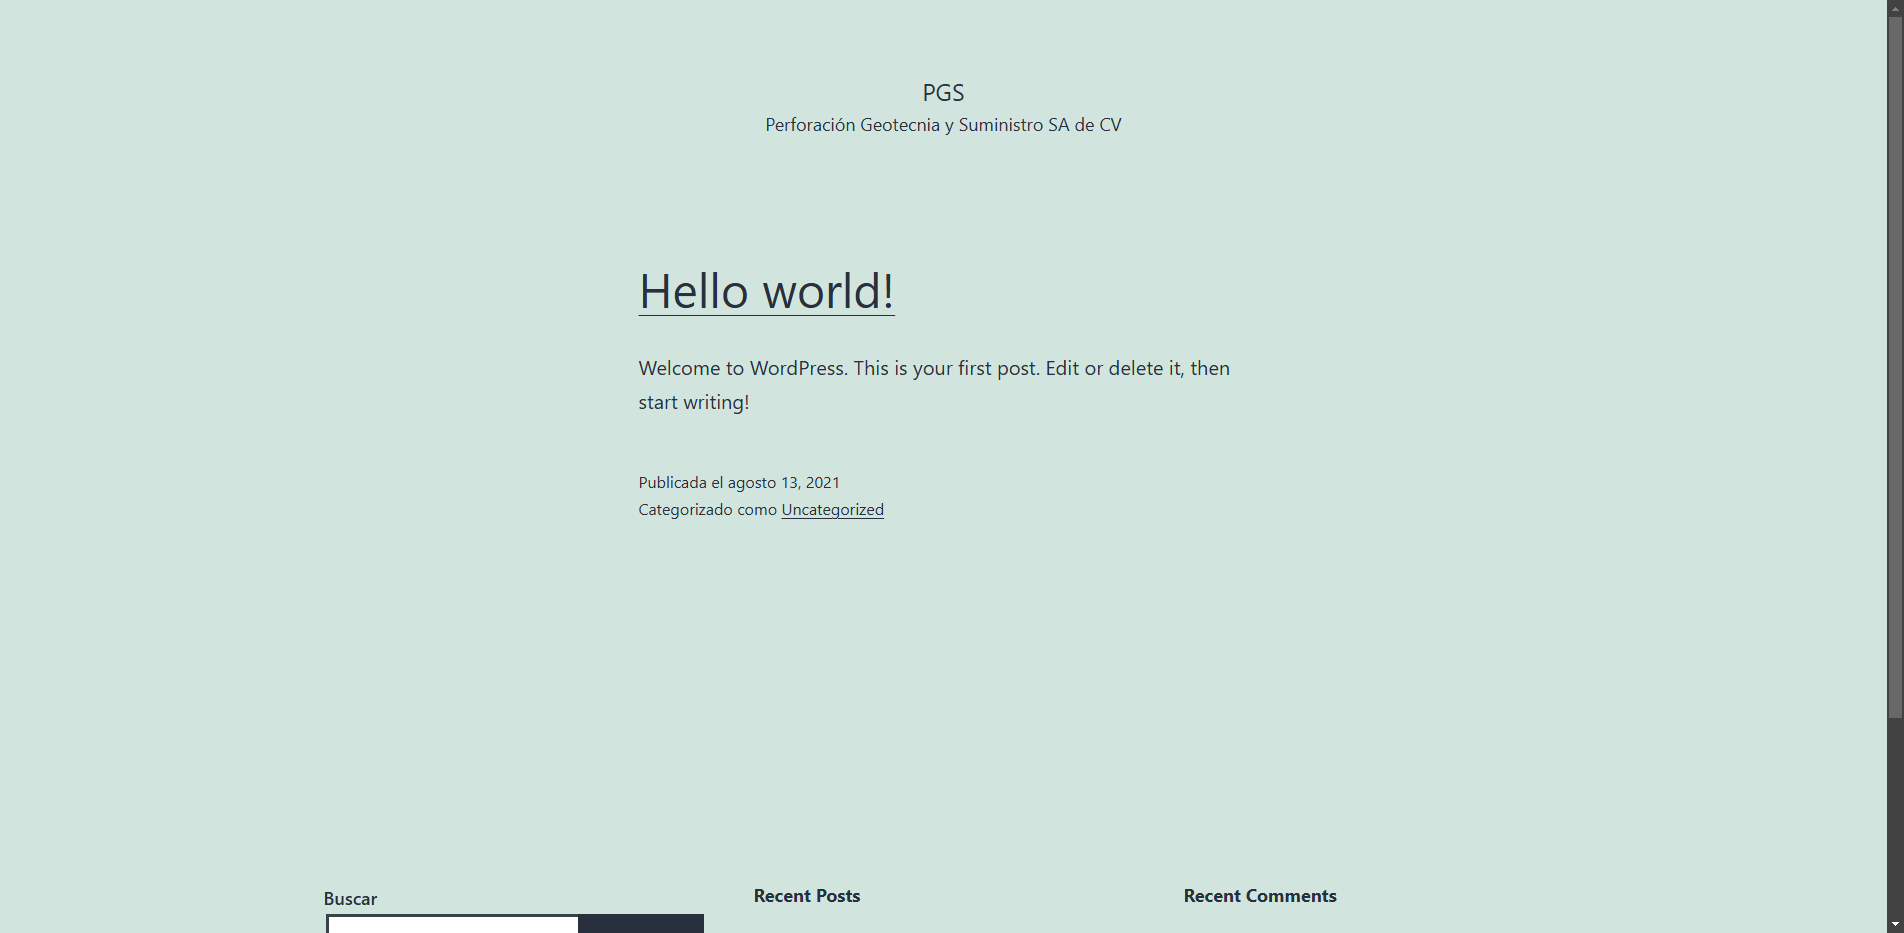 PGS
Perforación Geotecnia y Suministro SA de CV
Hello world!
Welcome to WordPress. This is your first post. Edit or delete it, then
start writing!
Publicada el agosto 13, 2021
Categorizado como Uncategorized
Buscar
Recent Posts
Recent Comments